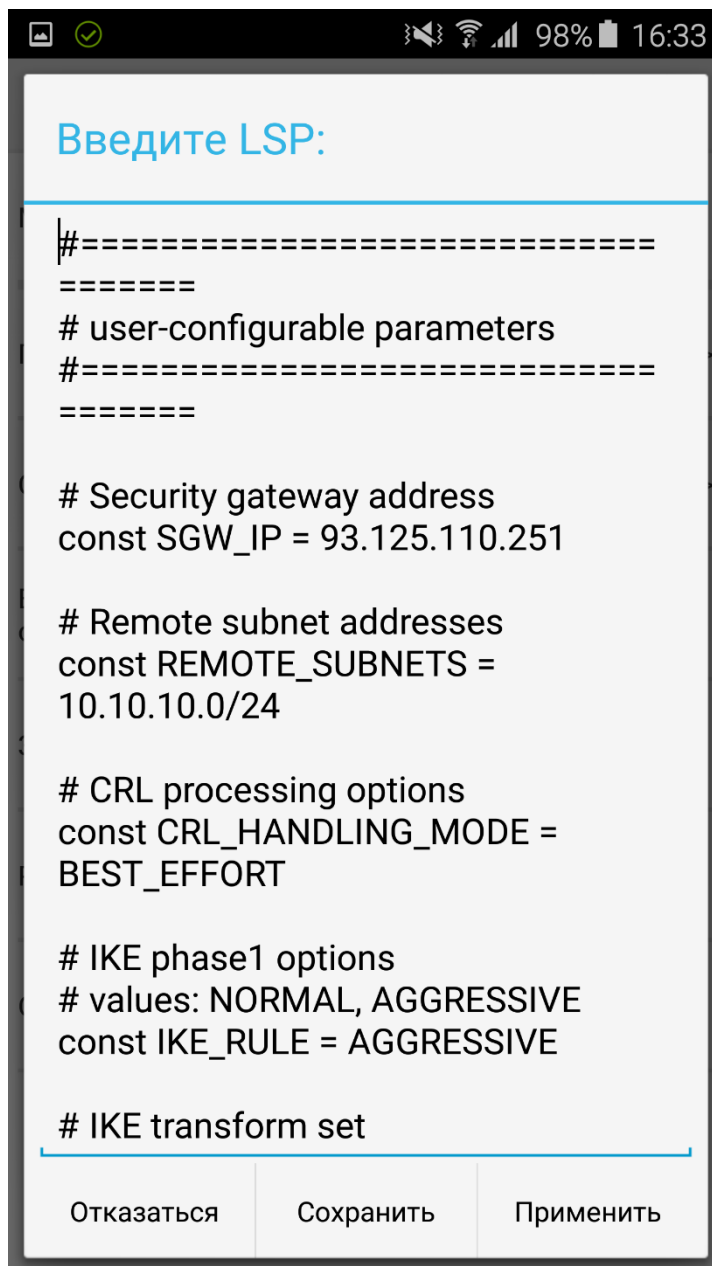 98% 16:33
Введите LSP:
#=============================
=======
# user-configurable parameters
#=============================
=======
# Security gateway address
const SGW_IP = 93.125.110.251
# Remote subnet addresses
const REMOTE_SUBNETS =
10.10.10.0/24
# CRL processing options
const CRL_HANDLING_MODE =
BEST_EFFORT
# IKE phase1 options
# values: NORMAL, AGGRESSIVE
const IKE_RULE = AGGRESSIVE
# IKE transform set
Отказаться Сохранить Применить